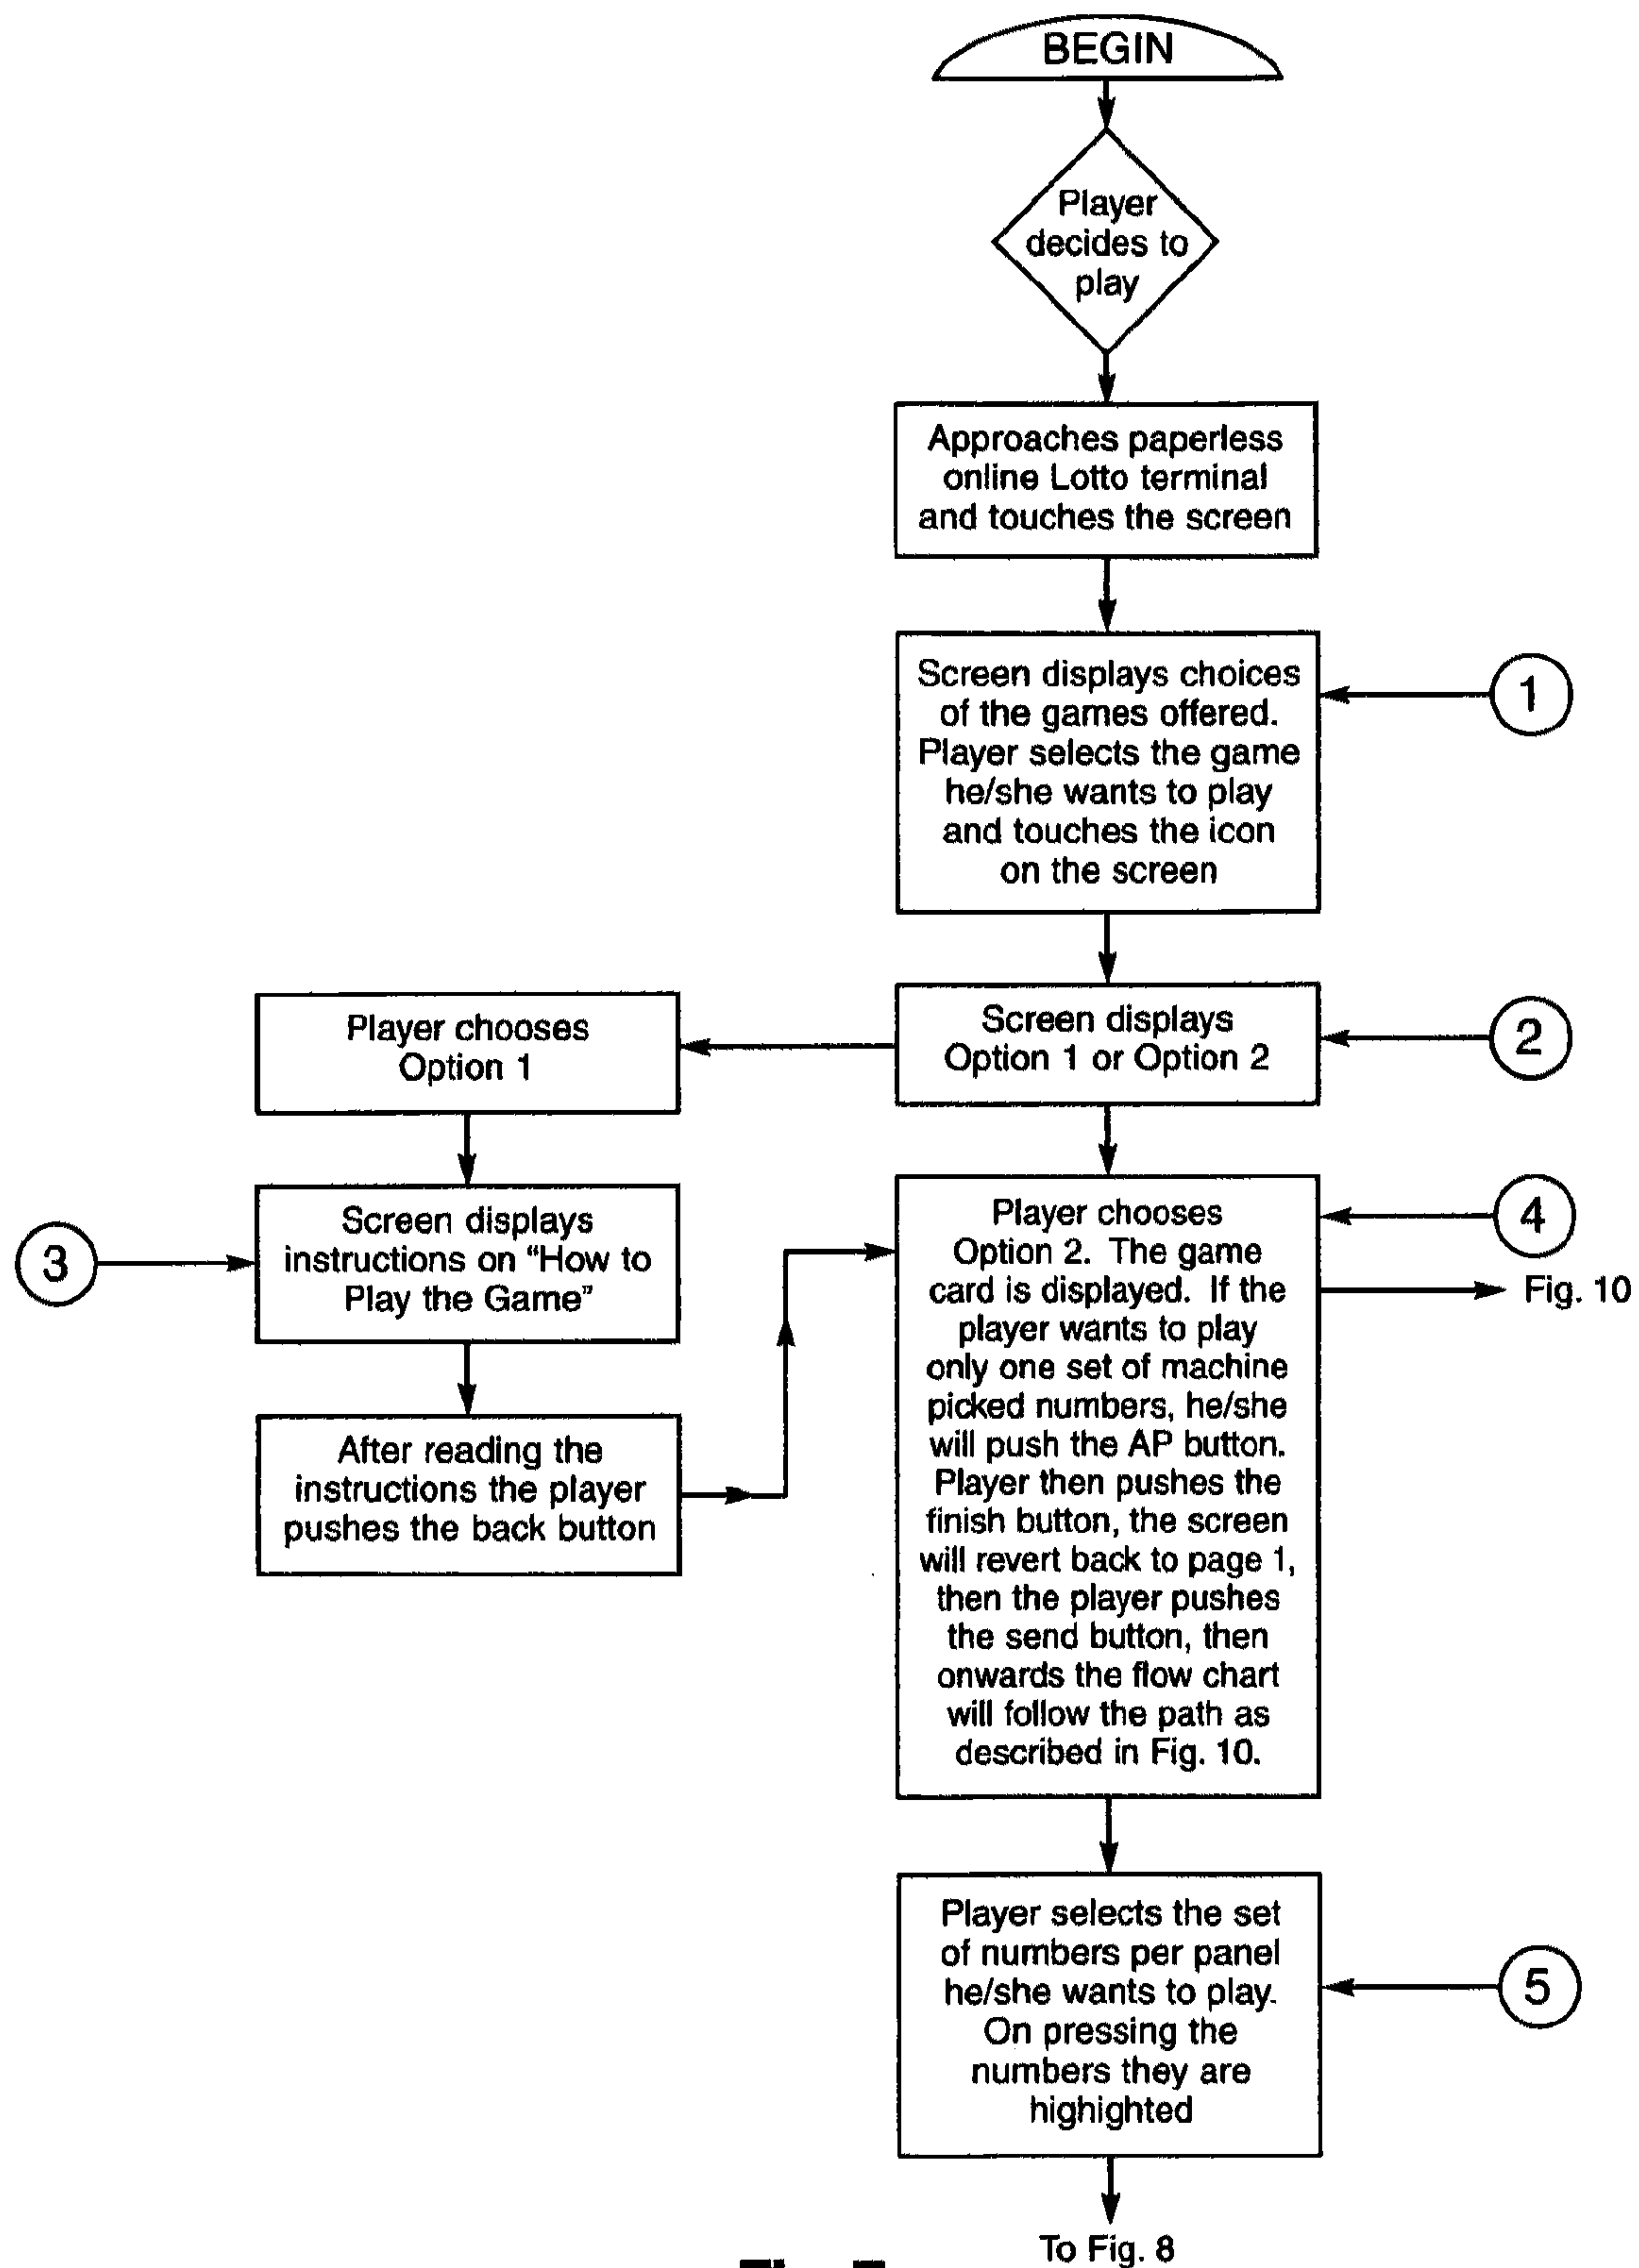 BEGIN
Player
decides to
play
Approaches paperless
online Lotto terminal
and touches the screen
Screen displays choices
of the games offered.
Player selects the game
he/she wants to play
and touches the icon
on the screen
1
Screen displays
Option 1 or Option 2
2
Player chooses
Option 1
Screen displays
instructions on “How to
Play the Game”
3
After reading the
instructions the player
pushes the back button
Player chooses
Option 2. The game
card is displayed. If the
player wants to play
only one set of machine
picked numbers, he/she
will push the AP button.
Player then pushes the
finish button, the screen
will revert back to page 1,
then the player pushes
the send button, then
onwards the flow chart
will follow the path as
described in Fig. 10.
4
Fig. 10
Player selects the set
of numbers per panel
he/she wants to play.
On pressing the
numbers they are
highighted
5
To Fig. 8